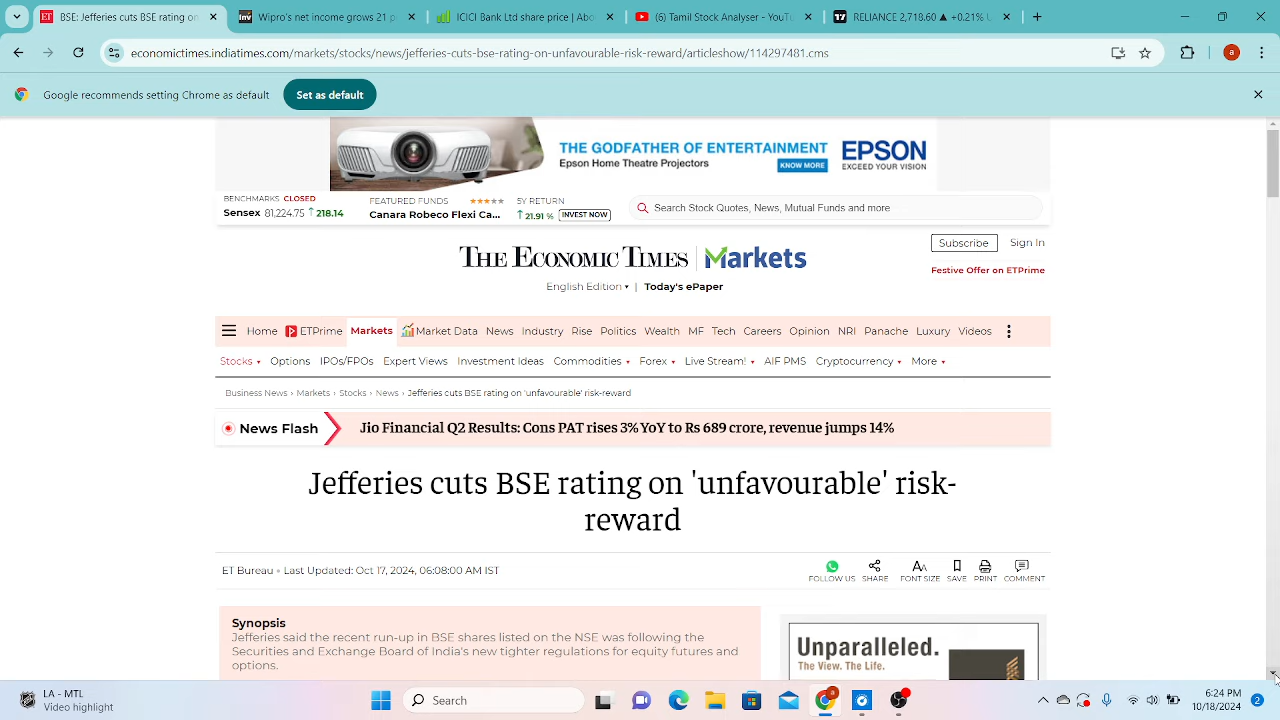 BSE stocks: Jefferies cuts BSE rating on
investing news 21
ICICI Bank Ltd share price | Abo
(6) Tamil Stock Analyser - YouTu
BAJFINANCE 2,718.60 ▲ +0.21%
economictimes.indiatimes.com/markets/stocks/news/jefferies-cuts-bse-rating-on-unfavourable-risk-reward/articleshow/114297481.cms
a
Google recommends setting Chrome as default
Set as default
THE GODFATHER OF ENTERTAINMENT
Epson Home Theatre Projectors
KNOW MORE
EPSON
EXCEED YOUR VISION
BENCHMARKS CLOSED
Sensex 81,224.75 ↑ 218.14
FEATURED FUNDS ★★★★★
Canara Robeco Flexi Ca...
5Y RETURN
↑ 21.91 % INVEST NOW
Search Stock Quotes, News, Mutual Funds and more
THE ECONOMIC TIMES | Markets
English Edition ▾ | Today's ePaper
Subscribe Sign In
Festive Offer on ETPrime
Home ETPrime Markets Market Data News Industry Rise Politics Wealth MF Tech Careers Opinion NRI Panache Luxury Videos
Stocks ▾ Options IPOs/FPOs Expert Views Investment Ideas Commodities ▾ Forex ▾ Live Stream! ▾ AIF PMS Cryptocurrency ▾ More ▾
Business News › Markets › Stocks › News › Jefferies cuts BSE rating on 'unfavourable' risk-reward
News Flash
Jio Financial Q2 Results: Cons PAT rises 3% YoY to Rs 689 crore, revenue jumps 14%
Jefferies cuts BSE rating on 'unfavourable' risk-
reward
ET Bureau • Last Updated: Oct 17, 2024, 06:08:00 AM IST
FOLLOW US SHARE FONT SIZE SAVE PRINT COMMENT
Synopsis
Jefferies said the recent run-up in BSE shares listed on the NSE was following the
Securities and Exchange Board of India's new tighter regulations for equity futures and
options.
Unparalleled.
The View. The Life.
LA - MTL
Video highlight
Search
6:24 PM
10/18/2024
2